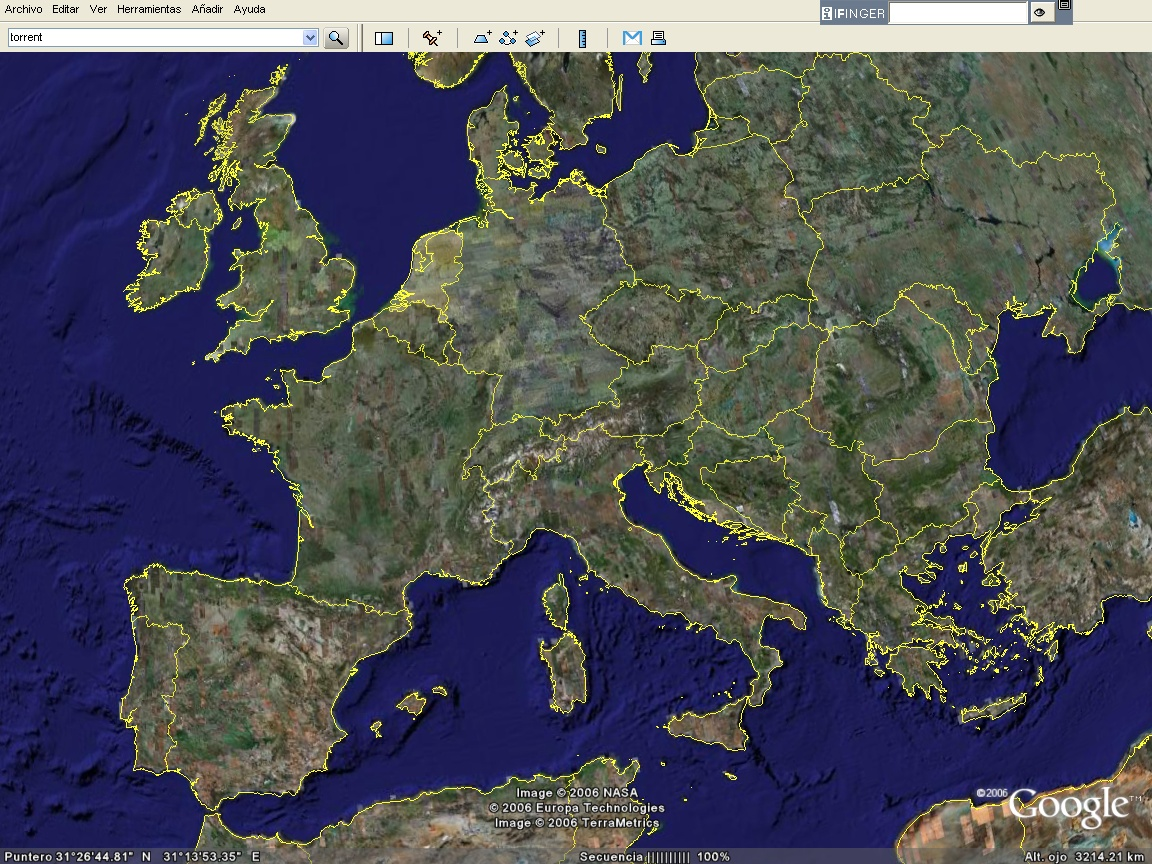 Archivo Editar Ver Herramientas Añadir Ayuda
iFINGER
torrent
Image © 2006 NASA
© 2006 Europa Technologies
Image © 2006 TerraMetrics
©2006 Google™
Puntero 31°26'44.81" N 31°13'53.35" E Secuencia |||||||||| 100% Alt. ojo 3214.21 km